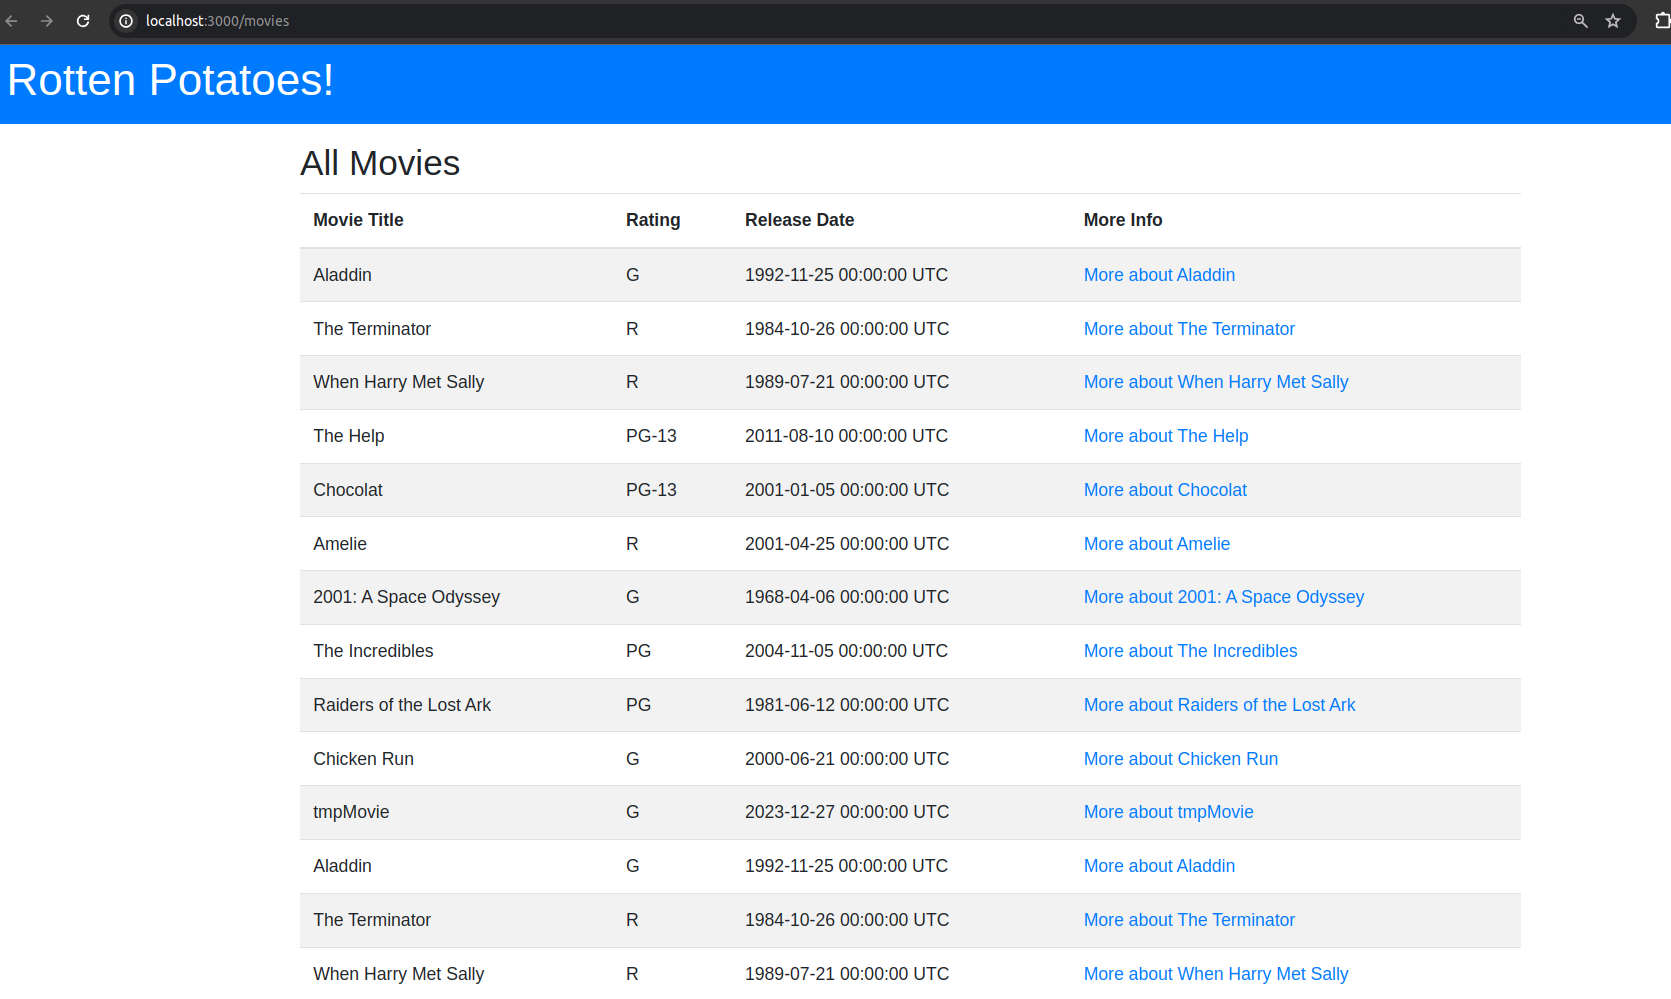 localhost:3000/movies
Rotten Potatoes!
All Movies
Movie Title Rating Release Date More Info
Aladdin G 1992-11-25 00:00:00 UTC More about Aladdin
The Terminator R 1984-10-26 00:00:00 UTC More about The Terminator
When Harry Met Sally R 1989-07-21 00:00:00 UTC More about When Harry Met Sally
The Help PG-13 2011-08-10 00:00:00 UTC More about The Help
Chocolat PG-13 2001-01-05 00:00:00 UTC More about Chocolat
Amelie R 2001-04-25 00:00:00 UTC More about Amelie
2001: A Space Odyssey G 1968-04-06 00:00:00 UTC More about 2001: A Space Odyssey
The Incredibles PG 2004-11-05 00:00:00 UTC More about The Incredibles
Raiders of the Lost Ark PG 1981-06-12 00:00:00 UTC More about Raiders of the Lost Ark
Chicken Run G 2000-06-21 00:00:00 UTC More about Chicken Run
tmpMovie G 2023-12-27 00:00:00 UTC More about tmpMovie
Aladdin G 1992-11-25 00:00:00 UTC More about Aladdin
The Terminator R 1984-10-26 00:00:00 UTC More about The Terminator
When Harry Met Sally R 1989-07-21 00:00:00 UTC More about When Harry Met Sally